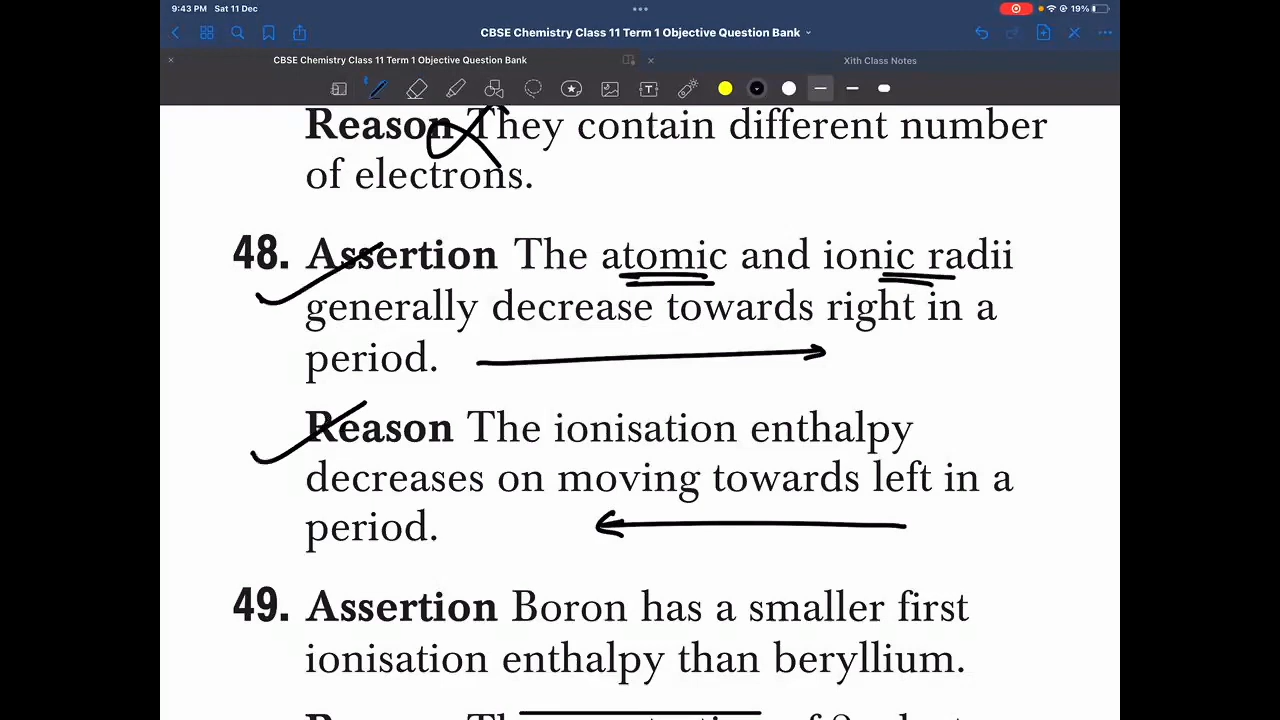 9:43 PM Sat 11 Dec
19%
CBSE Chemistry Class 11 Term 1 Objective Question Bank
CBSE Chemistry Class 11 Term 1 Objective Question Bank
Xith Class Notes
Reason They contain different number
of electrons.
48. Assertion The atomic and ionic radii
generally decrease towards right in a
period.
Reason The ionisation enthalpy
decreases on moving towards left in a
period.
49. Assertion Boron has a smaller first
ionisation enthalpy than beryllium.